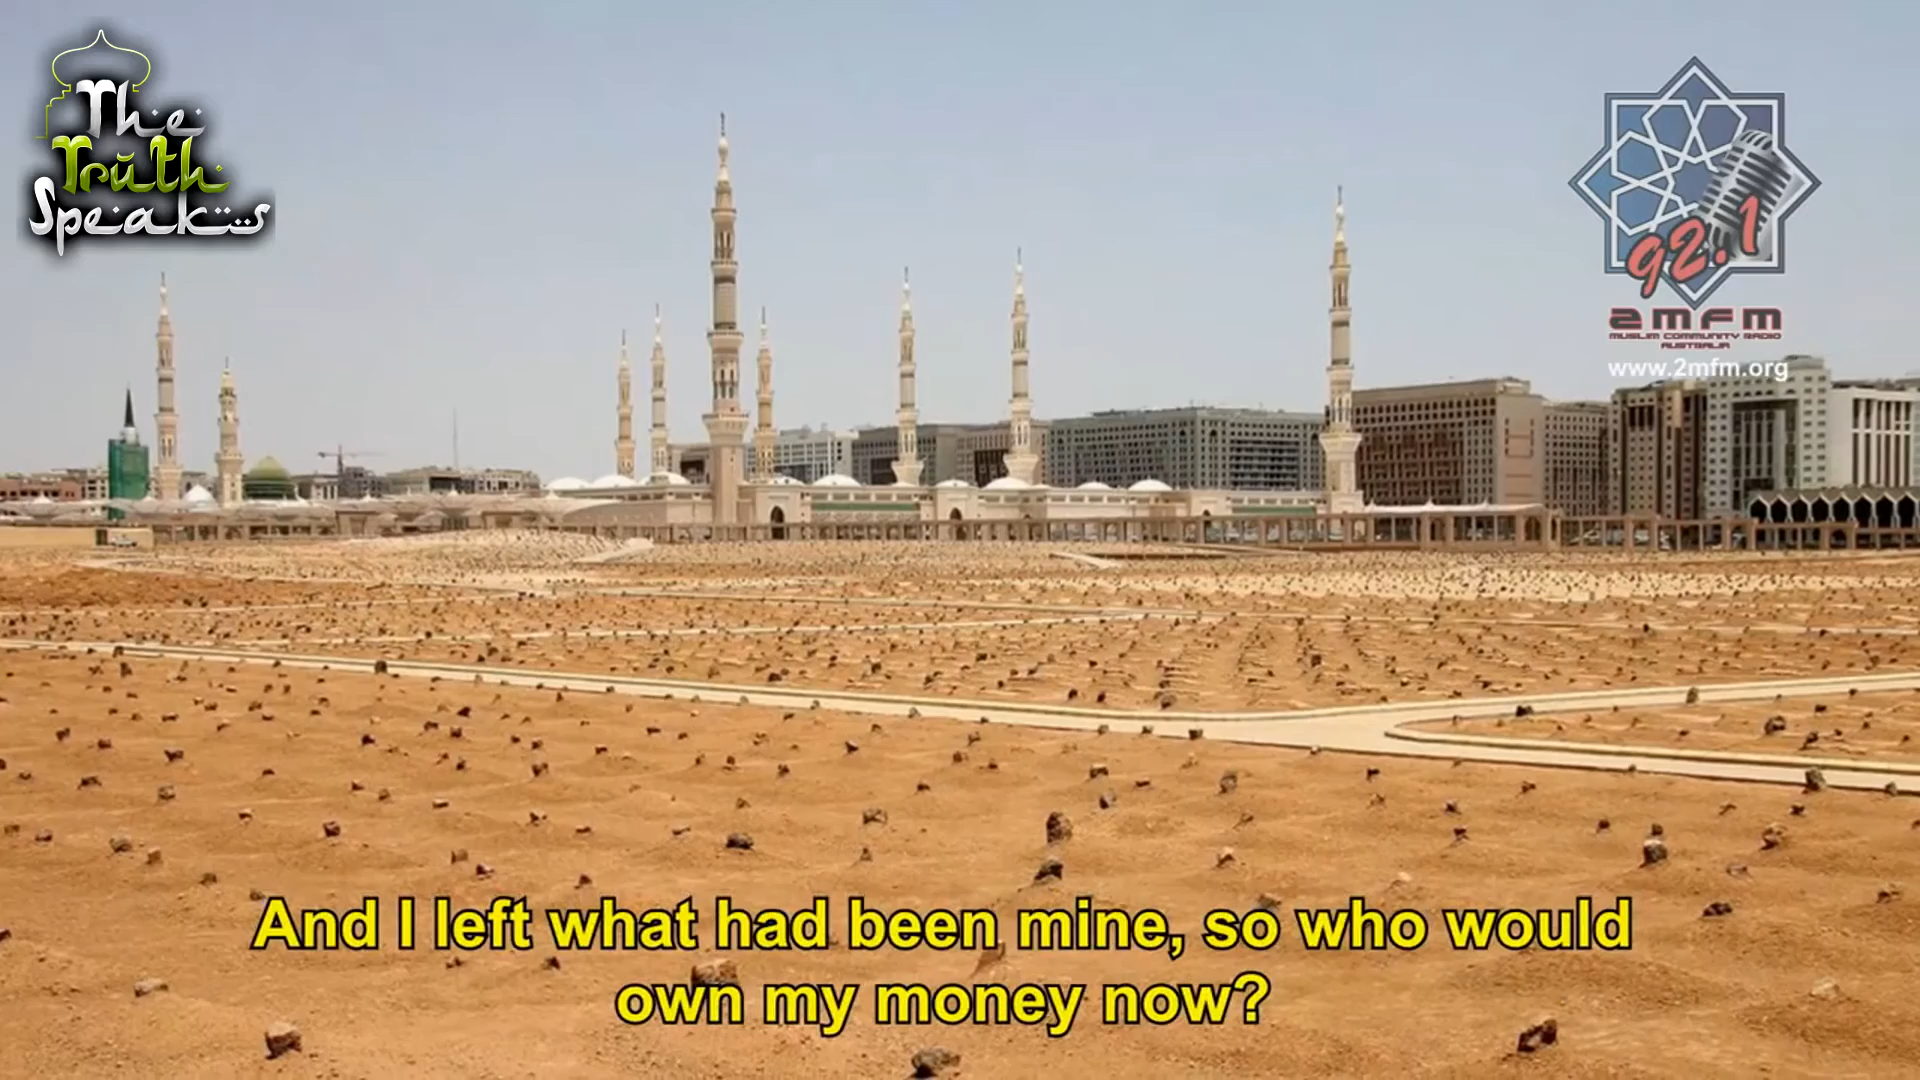 The
Truth
Speaks
92.1
2MFM
MUSLIM COMMUNITY RADIO
AUSTRALIA
www.2mfm.org
And I left what had been mine, so who would
own my money now?